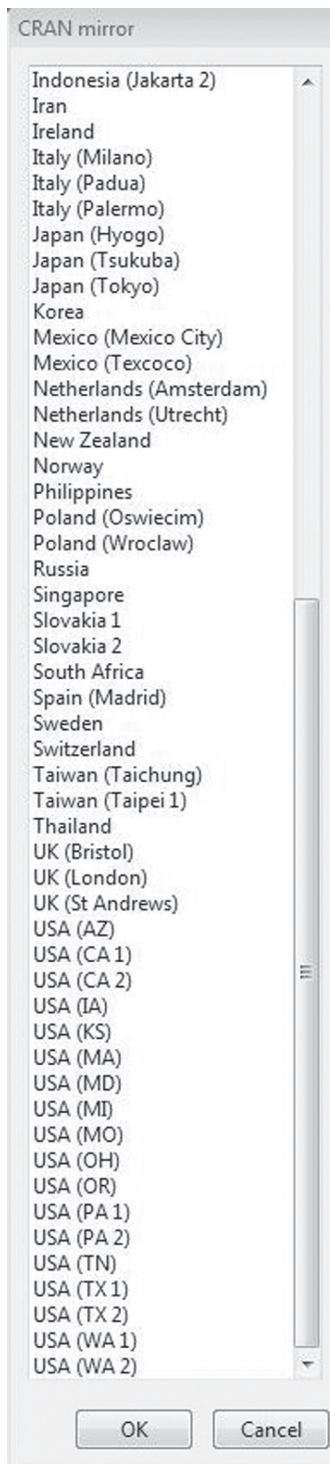 CRAN mirror
Indonesia (Jakarta 2)
Iran
Ireland
Italy (Milano)
Italy (Padua)
Italy (Palermo)
Japan (Hyogo)
Japan (Tsukuba)
Japan (Tokyo)
Korea
Mexico (Mexico City)
Mexico (Texcoco)
Netherlands (Amsterdam)
Netherlands (Utrecht)
New Zealand
Norway
Philippines
Poland (Oswiecim)
Poland (Wroclaw)
Russia
Singapore
Slovakia 1
Slovakia 2
South Africa
Spain (Madrid)
Sweden
Switzerland
Taiwan (Taichung)
Taiwan (Taipei 1)
Thailand
UK (Bristol)
UK (London)
UK (St Andrews)
USA (AZ)
USA (CA 1)
USA (CA 2)
USA (IA)
USA (KS)
USA (MA)
USA (MD)
USA (MI)
USA (MO)
USA (OH)
USA (OR)
USA (PA 1)
USA (PA 2)
USA (TN)
USA (TX 1)
USA (TX 2)
USA (WA 1)
USA (WA 2)
OK Cancel